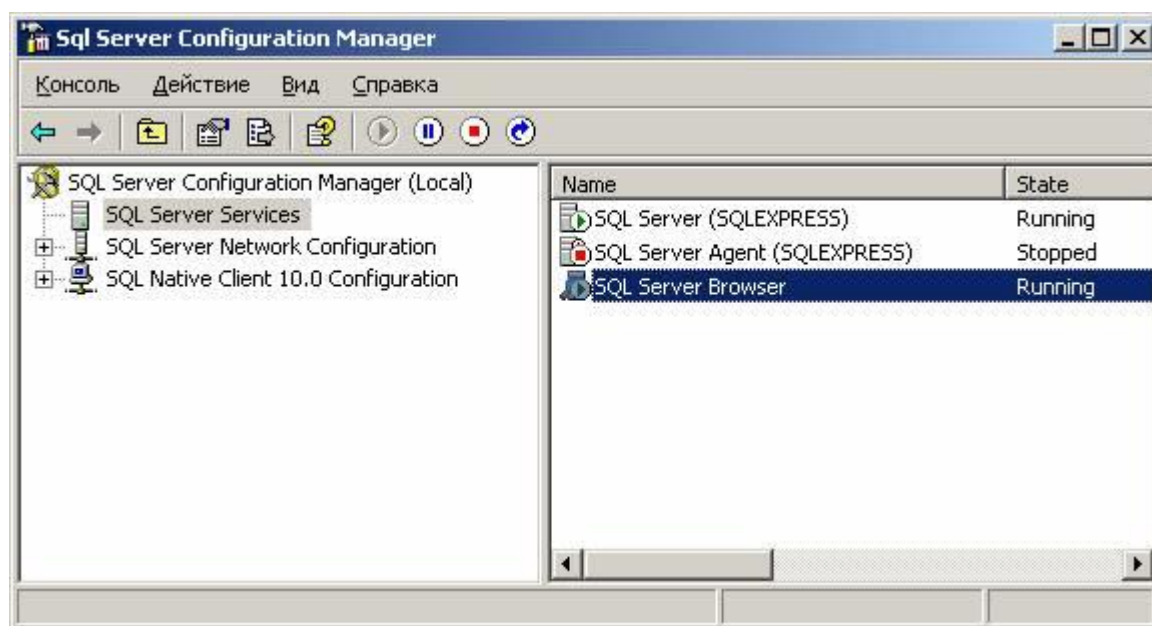 Sql Server Configuration Manager
Консоль Действие Вид Справка
SQL Server Configuration Manager (Local)
SQL Server Services
SQL Server Network Configuration
SQL Native Client 10.0 Configuration
Name State
SQL Server (SQLEXPRESS) Running
SQL Server Agent (SQLEXPRESS) Stopped
SQL Server Browser Running